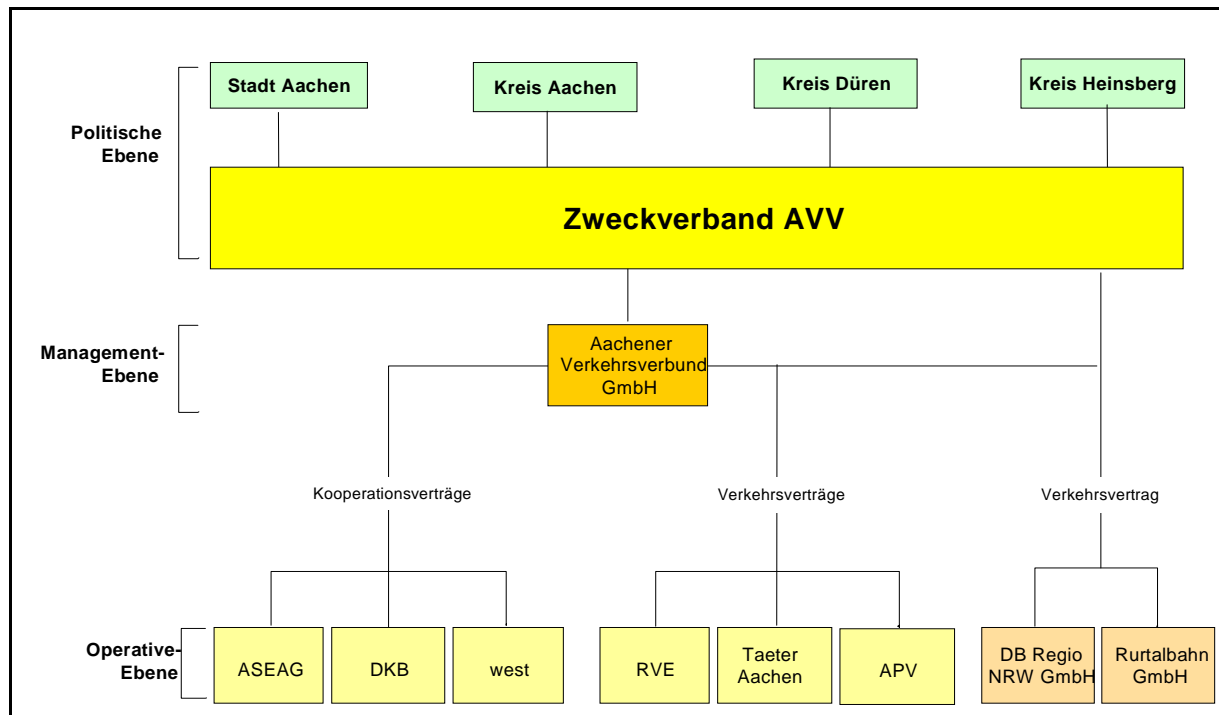 Stadt Aachen
Kreis Aachen
Kreis Düren
Kreis Heinsberg
Politische
Ebene
Zweckverband AVV
Management-
Ebene
Aachener
Verkehrsverbund
GmbH
Kooperationsverträge
Verkehrsverträge
Verkehrsvertrag
Operative-
Ebene
ASEAG
DKB
west
RVE
Taeter
Aachen
APV
DB Regio
NRW GmbH
Rurtalbahn
GmbH